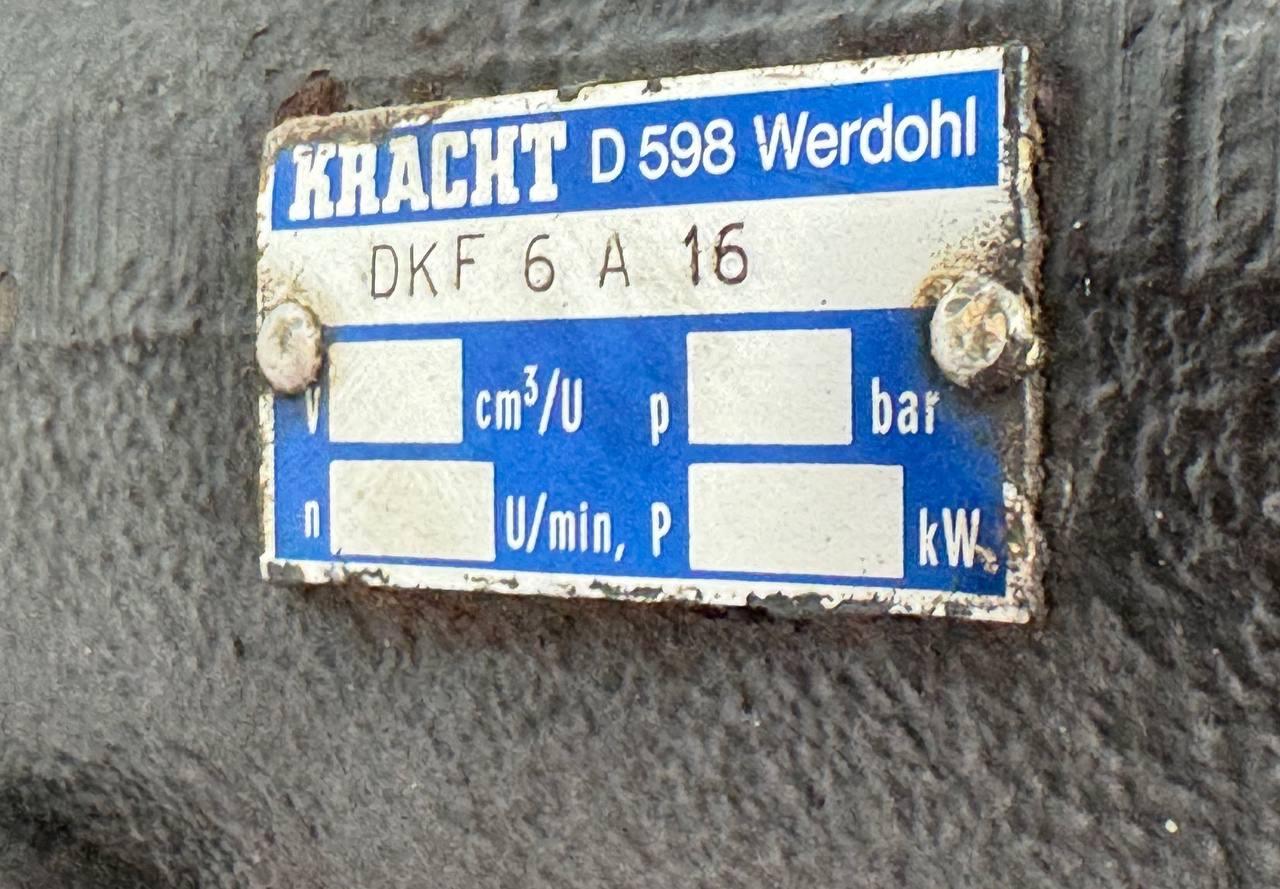 KRACHT D 598 Werdohl
DKF 6 A 16
V cm³/U p bar
n U/min, P kW